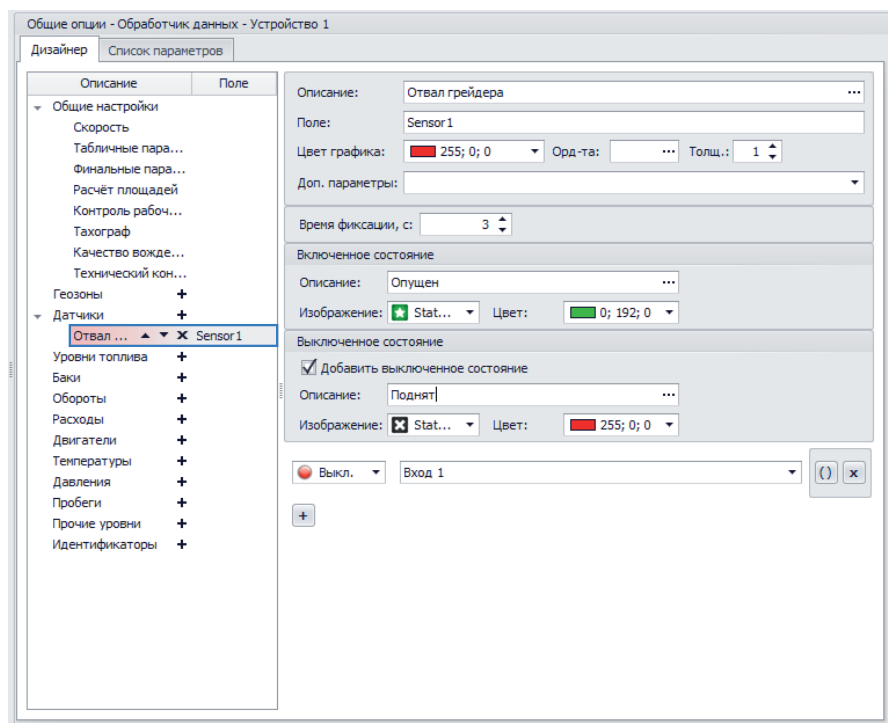 Общие опции - Обработчик данных - Устройство 1
Дизайнер Список параметров
Описание Поле
Общие настройки
Скорость
Табличные пара...
Финальные пара...
Расчёт площадей
Контроль рабоч...
Тахограф
Качество вожде...
Технический кон...
Геозоны +
Датчики +
Отвал ... Sensor1
Уровни топлива +
Баки +
Обороты +
Расходы +
Двигатели +
Температуры +
Давления +
Пробеги +
Прочие уровни +
Идентификаторы +
Описание: Отвал грейдера ...
Поле: Sensor1
Цвет графика: 255; 0; 0 Орд-та: ... Толщ.: 1
Доп. параметры:
Время фиксации, с: 3
Включенное состояние
Описание: Опущен ...
Изображение: Stat... Цвет: 0; 192; 0
Выключенное состояние
Добавить выключенное состояние
Описание: Поднят ...
Изображение: Stat... Цвет: 255; 0; 0
Выкл. Вход 1 () x
+